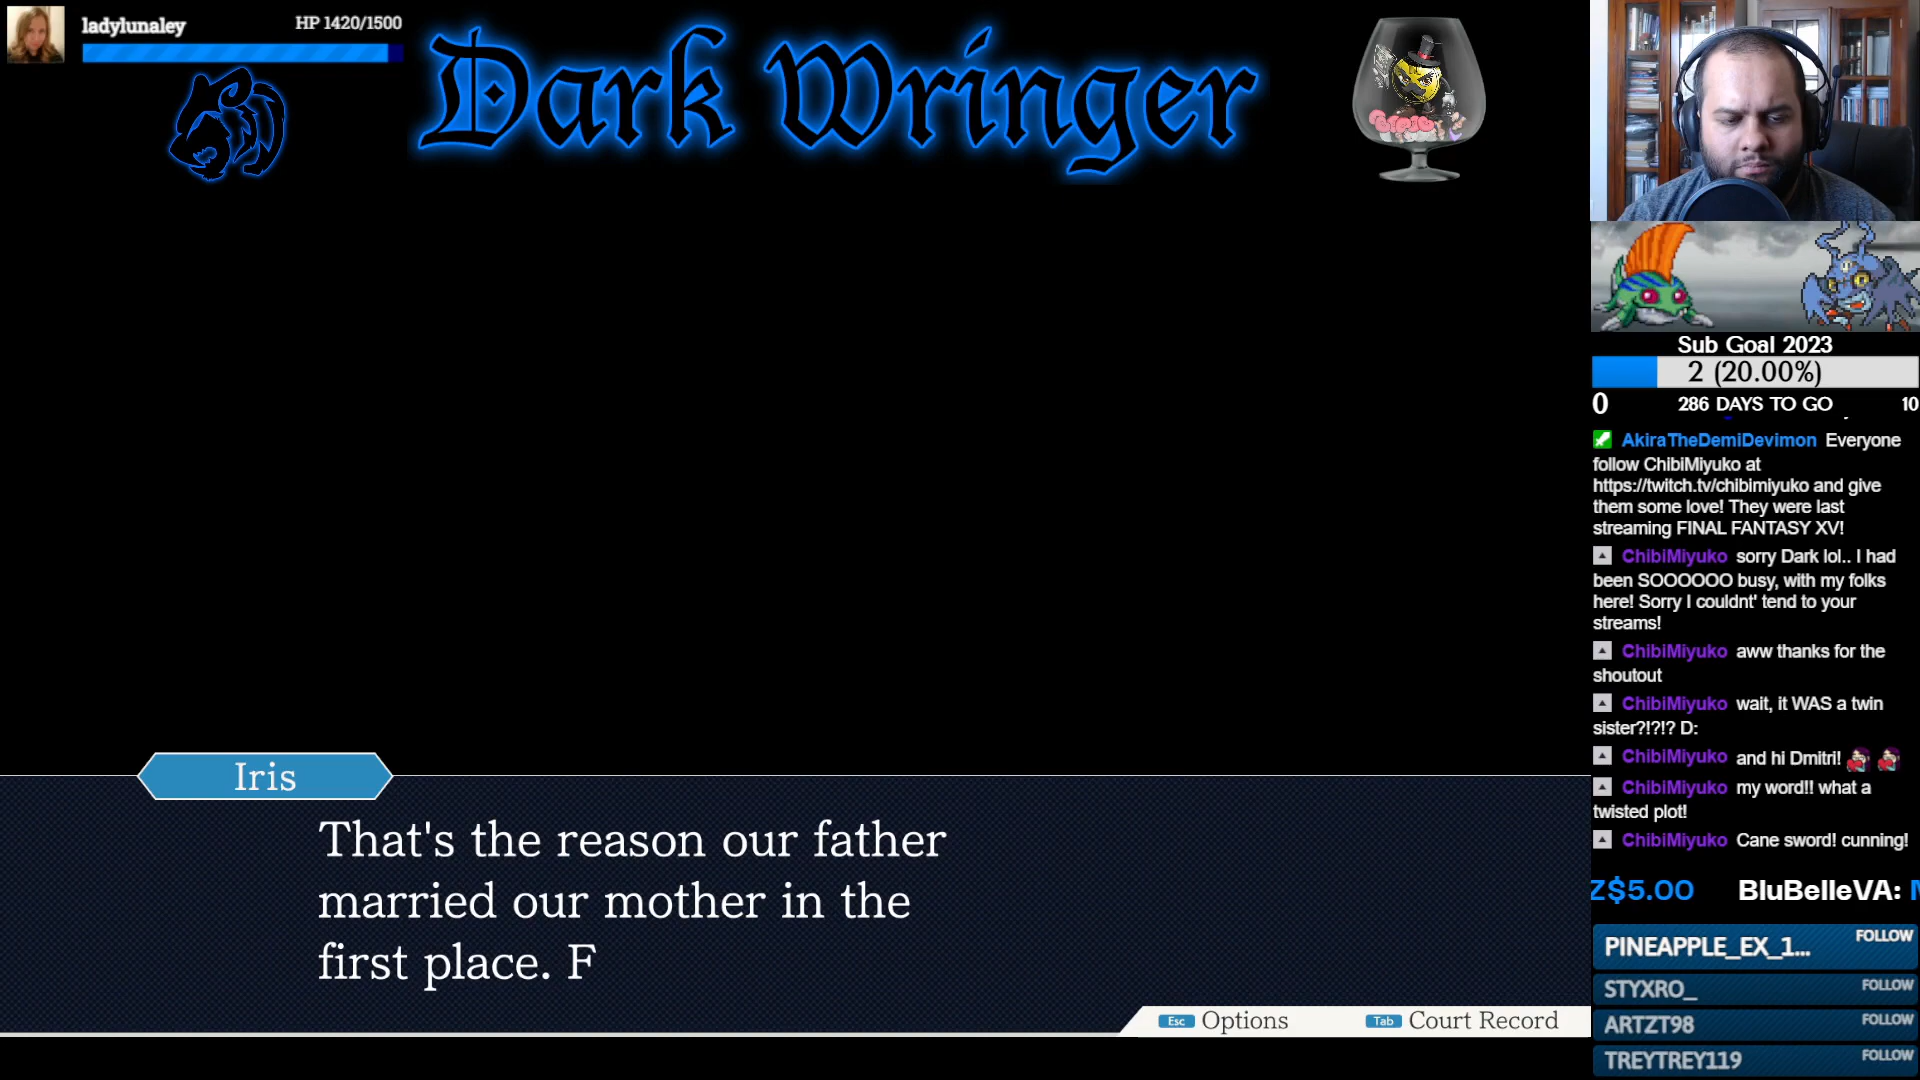 ladylunaley
HP 1420/1500
Dark Wringer
Sub Goal 2023
2 (20.00%)
0
286 DAYS TO GO
10
AkiraTheDemiDevimon Everyone
follow ChibiMiyuko at
https://twitch.tv/chibimiyuko and give
them some love! They were last
streaming FINAL FANTASY XV!
ChibiMiyuko sorry Dark lol.. I had
been SOOOOOO busy, with my folks
here! Sorry I couldnt' tend to your
streams!
ChibiMiyuko aww thanks for the
shoutout
ChibiMiyuko wait, it WAS a twin
sister?!?!? D:
ChibiMiyuko and hi Dmitri!
ChibiMiyuko my word!! what a
twisted plot!
ChibiMiyuko Cane sword! cunning!
Z$5.00 BluBelleVA:
PINEAPPLE_EX_1... FOLLOW
STYXRO_ FOLLOW
ARTZT98 FOLLOW
TREYTREY119 FOLLOW
Iris
That's the reason our father
married our mother in the
first place. F
Esc Options
Tab Court Record